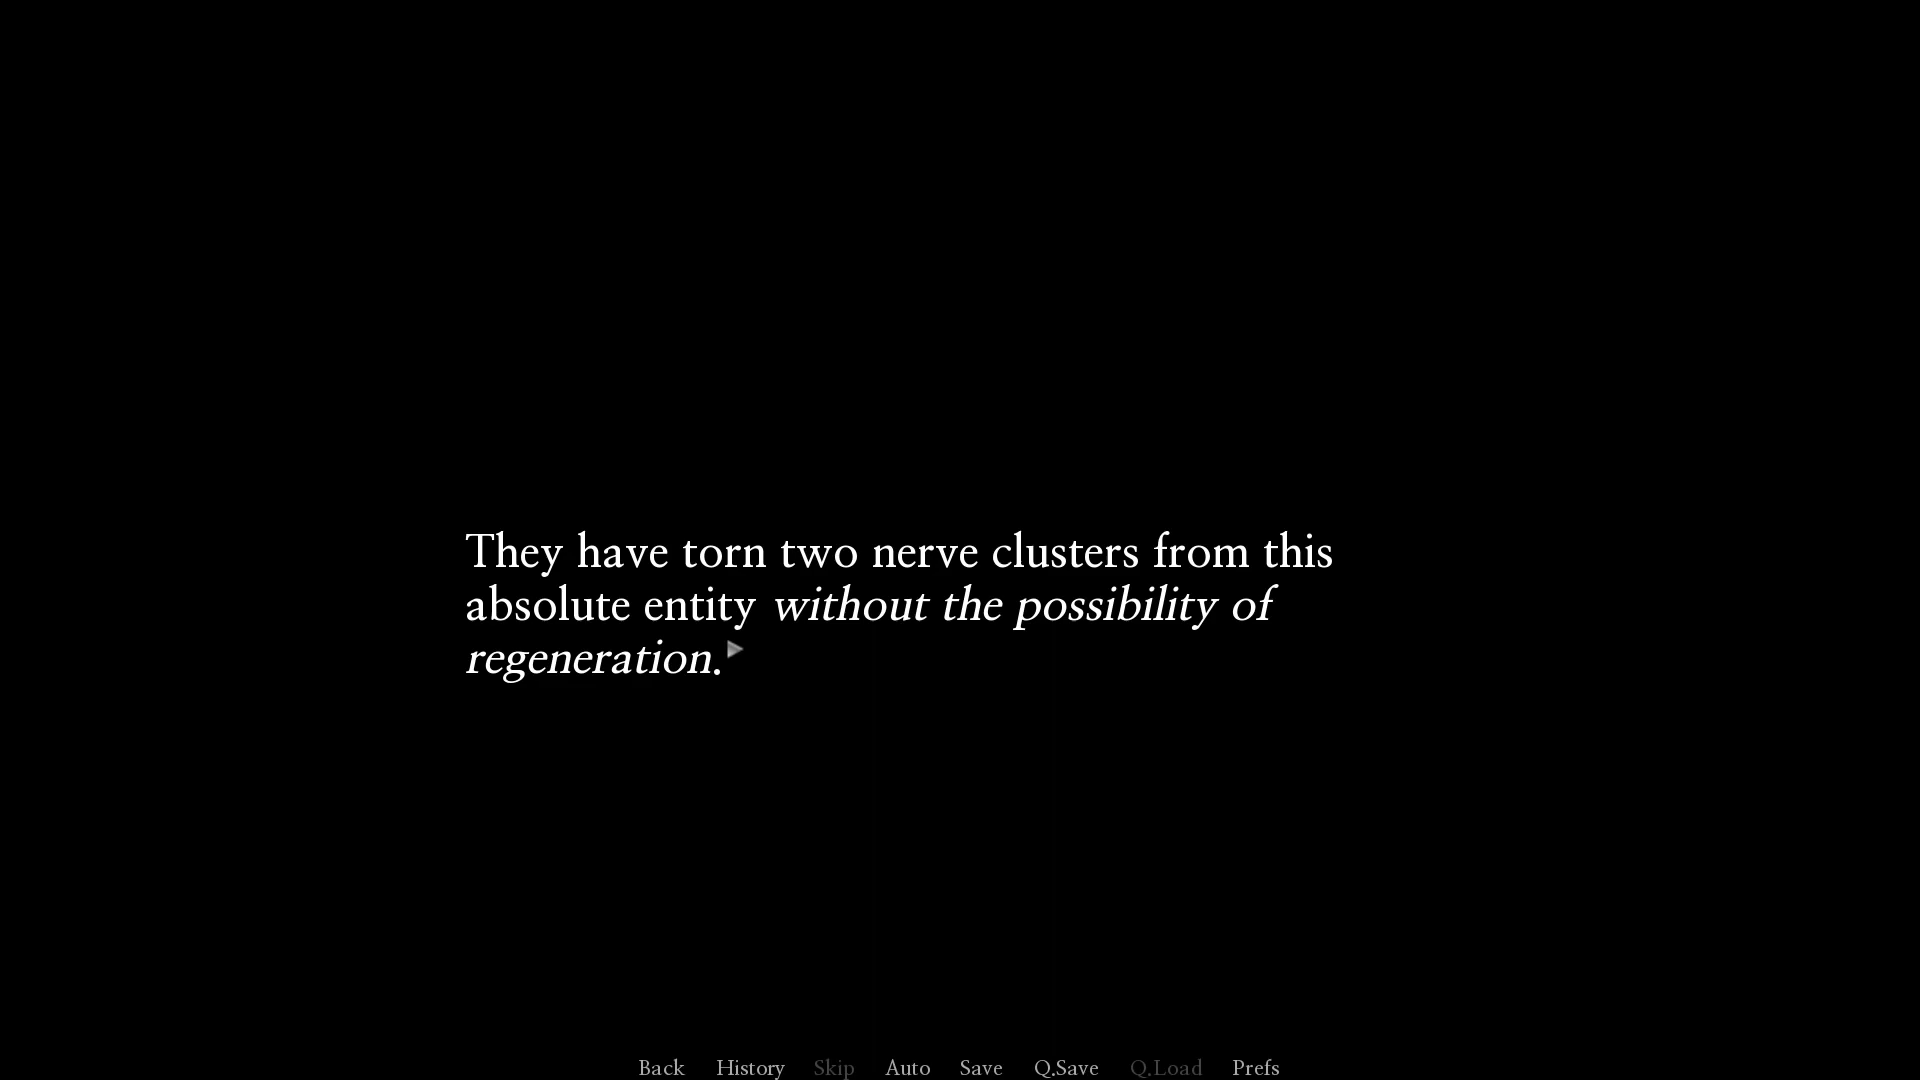 They have torn two nerve clusters from this
absolute entity without the possibility of
regeneration.
Back History Skip Auto Save Q.Save Q.Load Prefs